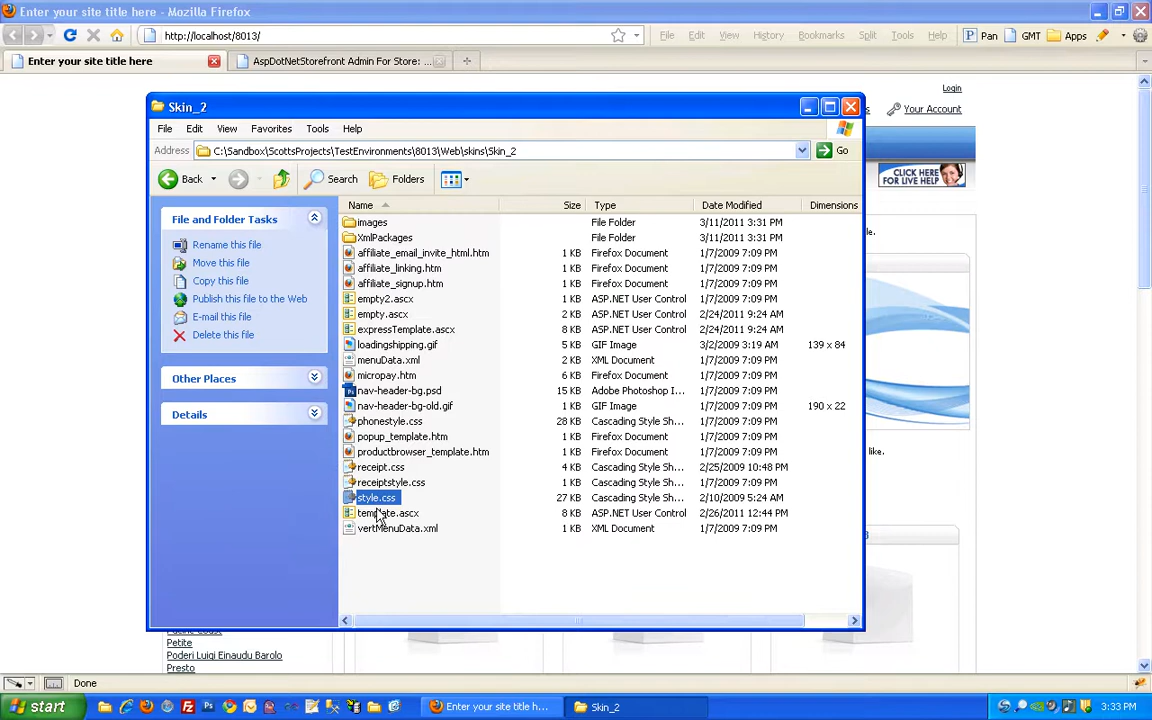 Enter your site title here - Mozilla Firefox
http://localhost/8013/
File Edit View History Bookmarks Split Tools Help
Pan GMT Apps
Enter your site title here
AspDotNetStorefront Admin For Store: ...
Login
Your Account
CLICK HERE
FOR LIVE HELP
Skin_2
File Edit View Favorites Tools Help
Address C:\Sandbox\ScottsProjects\TestEnvironments\8013\Web\skins\Skin_2 Go
Back Search Folders
File and Folder Tasks
Rename this file
Move this file
Copy this file
Publish this file to the Web
E-mail this file
Delete this file
Other Places
Details
Name Size Type Date Modified Dimensions
images File Folder 3/11/2011 3:31 PM
XmlPackages File Folder 3/11/2011 3:31 PM
affiliate_email_invite_html.htm 1 KB Firefox Document 1/7/2009 7:09 PM
affiliate_linking.htm 1 KB Firefox Document 1/7/2009 7:09 PM
affiliate_signup.htm 1 KB Firefox Document 1/7/2009 7:09 PM
empty2.ascx 1 KB ASP.NET User Control 1/7/2009 7:09 PM
empty.ascx 2 KB ASP.NET User Control 2/24/2011 9:24 AM
expressTemplate.ascx 8 KB ASP.NET User Control 2/24/2011 9:24 AM
loadingshipping.gif 5 KB GIF Image 3/2/2009 3:19 AM 139 x 84
menuData.xml 2 KB XML Document 1/7/2009 7:09 PM
micropay.htm 6 KB Firefox Document 1/7/2009 7:09 PM
nav-header-bg.psd 15 KB Adobe Photoshop I... 1/7/2009 7:09 PM
nav-header-bg-old.gif 1 KB GIF Image 1/7/2009 7:09 PM 190 x 22
phonestyle.css 28 KB Cascading Style Sh... 1/7/2009 7:09 PM
popup_template.htm 1 KB Firefox Document 1/7/2009 7:09 PM
productbrowser_template.htm 1 KB Firefox Document 1/7/2009 7:09 PM
receipt.css 4 KB Cascading Style Sh... 2/25/2009 10:48 PM
receiptstyle.css 1 KB Cascading Style Sh... 1/7/2009 7:09 PM
style.css 27 KB Cascading Style Sh... 2/10/2009 5:24 AM
template.ascx 8 KB ASP.NET User Control 2/26/2011 12:44 PM
vertMenuData.xml 1 KB XML Document 1/7/2009 7:09 PM
like.
Petite
Poderi Luigi Einaudu Barolo
Presto
Done
start
Enter your site title h...
Skin_2
3:33 PM